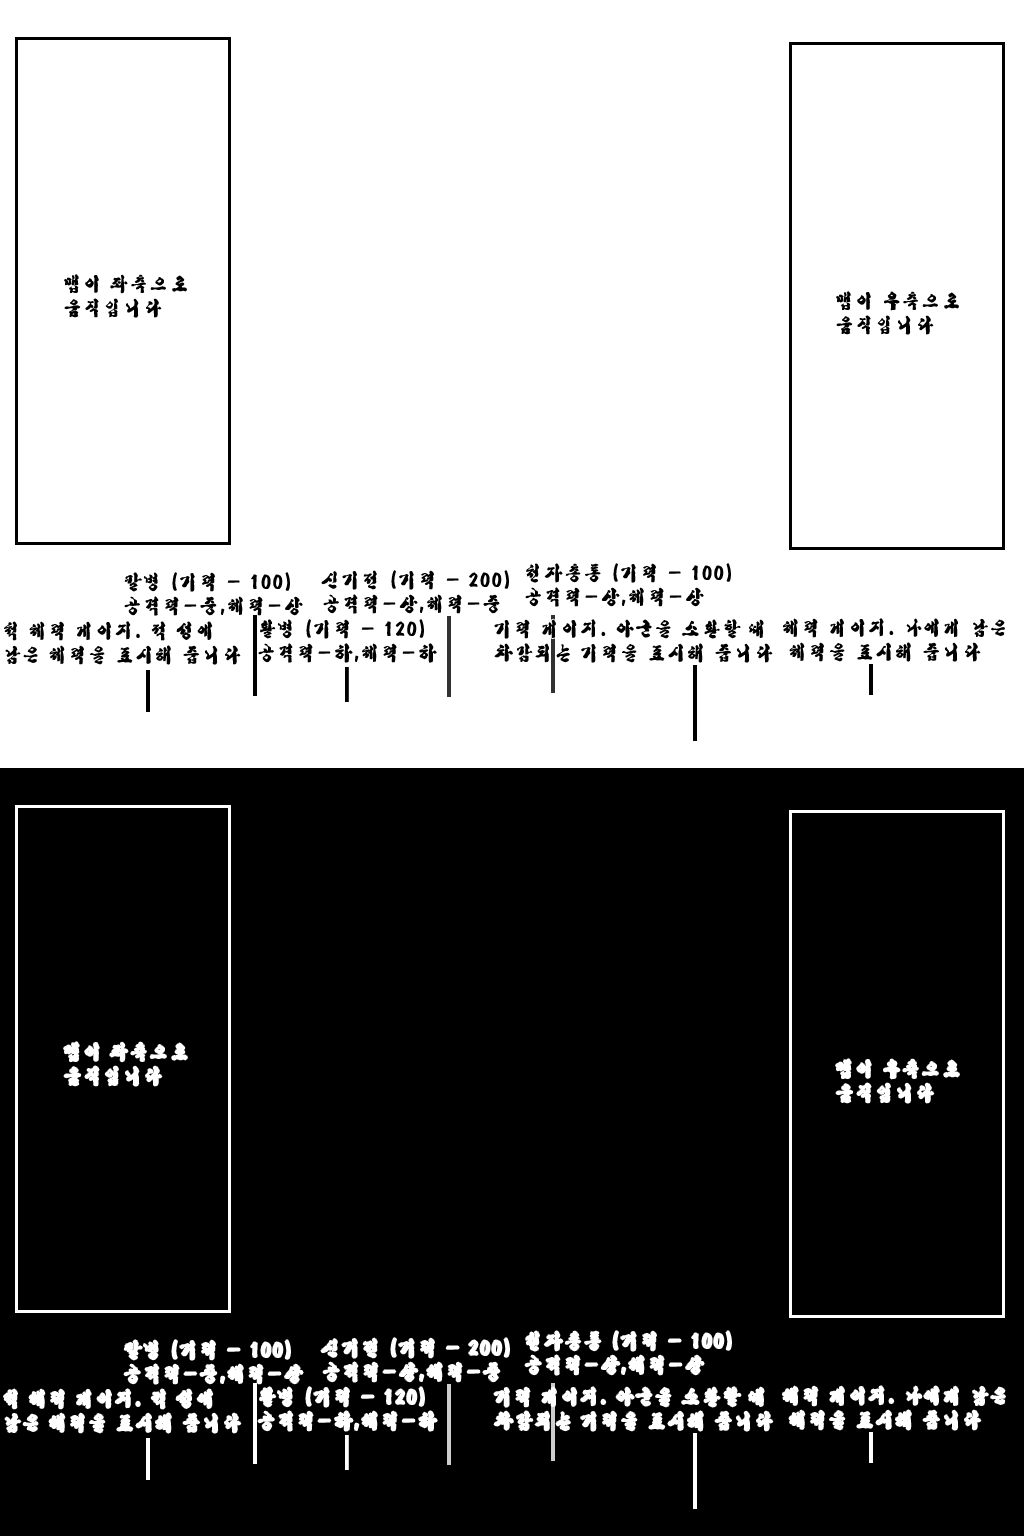 맵이 좌측으로
움직입니다
맵이 우측으로
움직입니다
말병 (기력 - 100)
공격력-중,체력-상
신기전 (기력 - 200)
공격력-상,체력-중
천자총통 (기력 - 100)
공격력-상,체력-상
적 체력 게이지. 적 성에
남은 체력을 표시해 줍니다
활병 (기력 - 120)
공격력-하,체력-하
기력 게이지. 아군을 소환할 때
차감되는 기력을 표시해 줍니다
체력 게이지. 나에게 남은
체력을 표시해 줍니다
맵이 좌측으로
움직입니다
맵이 우측으로
움직입니다
말병 (기력 - 100)
공격력-중,체력-상
신기전 (기력 - 200)
공격력-상,체력-중
천자총통 (기력 - 100)
공격력-상,체력-상
적 체력 게이지. 적 성에
남은 체력을 표시해 줍니다
활병 (기력 - 120)
공격력-하,체력-하
기력 게이지. 아군을 소환할 때
차감되는 기력을 표시해 줍니다
체력 게이지. 나에게 남은
체력을 표시해 줍니다